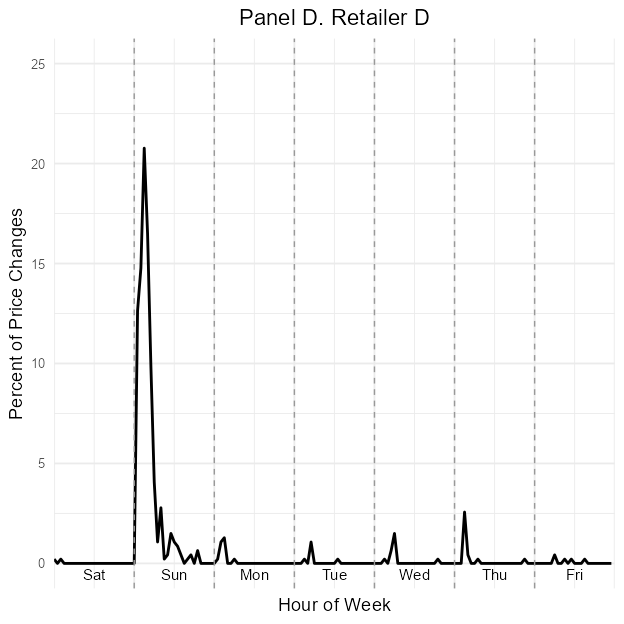 Panel D. Retailer D
Percent of Price Changes
25
20
15
10
5
0
Sat Sun Mon Tue Wed Thu Fri
Hour of Week